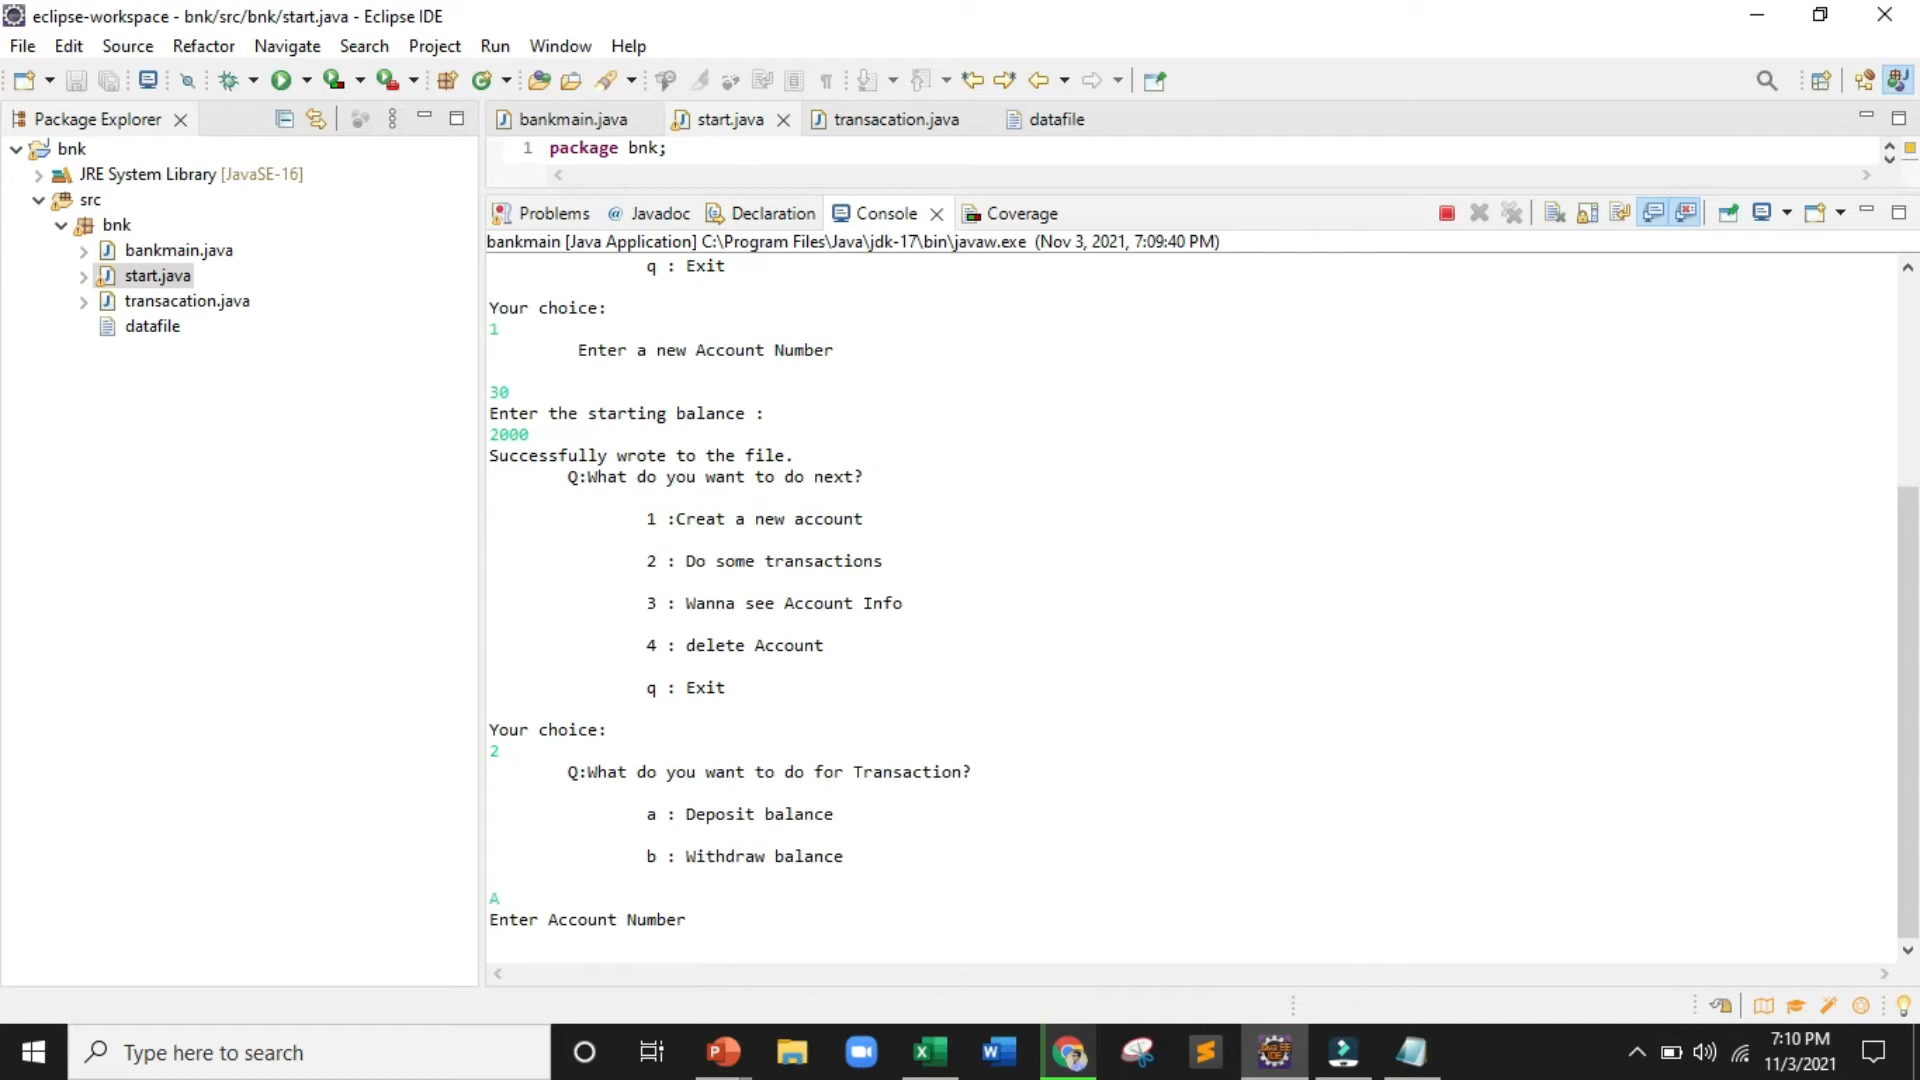 eclipse-workspace - bnk/src/bnk/start.java - Eclipse IDE
File Edit Source Refactor Navigate Search Project Run Window Help
Package Explorer
bankmain.java start.java transacation.java datafile
bnk
1 package bnk;
JRE System Library [JavaSE-16]
src
bnk
bankmain.java
start.java
transacation.java
datafile
Problems @ Javadoc Declaration Console Coverage
bankmain [Java Application] C:\Program Files\Java\jdk-17\bin\javaw.exe (Nov 3, 2021, 7:09:40 PM)
q : Exit
Your choice:
1
Enter a new Account Number
30
Enter the starting balance :
2000
Successfully wrote to the file.
Q:What do you want to do next?
1 :Creat a new account
2 : Do some transactions
3 : Wanna see Account Info
4 : delete Account
q : Exit
Your choice:
2
Q:What do you want to do for Transaction?
a : Deposit balance
b : Withdraw balance
A
Enter Account Number
Type here to search
7:10 PM
11/3/2021